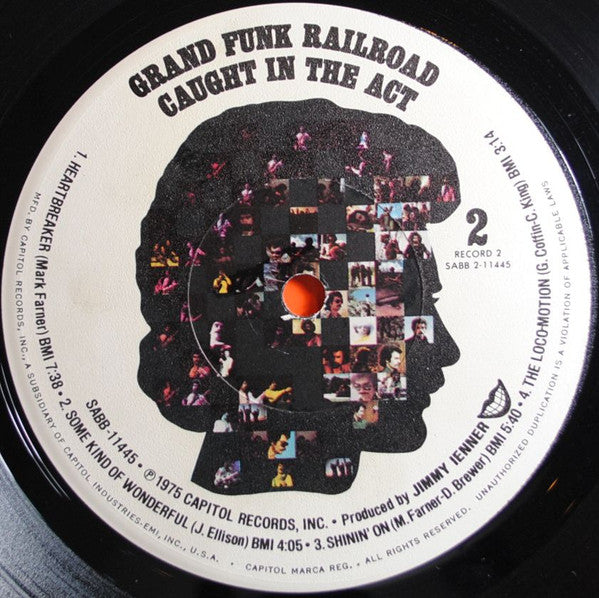 GRAND FUNK RAILROAD
CAUGHT IN THE ACT
2
RECORD 2
SABB 2-11445
1. HEARTBREAKER (Mark Farner) BMI 7:38 • 2. SOME KIND OF WONDERFUL (J. Ellison) BMI 4:05 • 3. SHININ' ON (M. Farner-D. Brewer) BMI 5:40 • 4. THE LOCO-MOTION (G. Coffin-C. King) BMI 3:14
SABB-11445 • ℗ 1975 CAPITOL RECORDS, INC. • Produced by JIMMY IENNER
MFD. BY CAPITOL RECORDS, INC., A SUBSIDIARY OF CAPITOL INDUSTRIES-EMI, INC., U.S.A. • CAPITOL MARCA REG. • ALL RIGHTS RESERVED. UNAUTHORIZED DUPLICATION IS A VIOLATION OF APPLICABLE LAWS